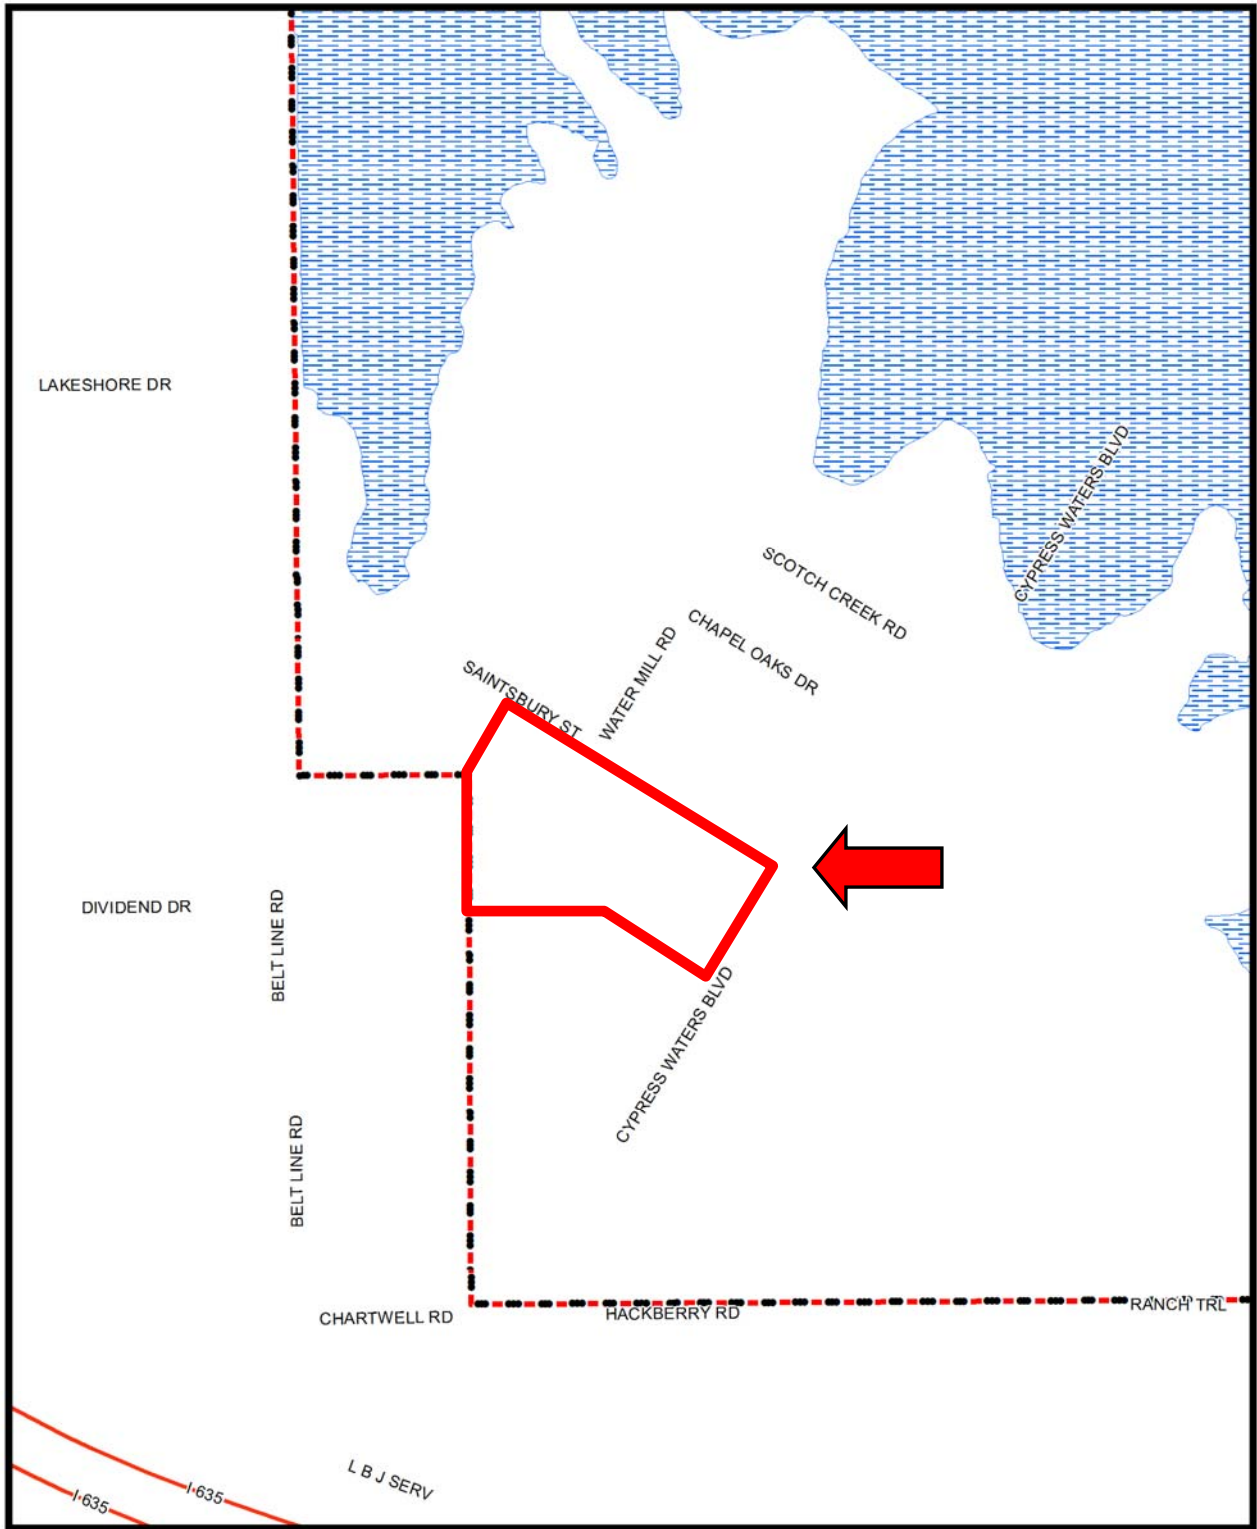 LAKESHORE DR
CYPRESS WATERS BLVD
SCOTCH CREEK RD
CHAPEL OAKS DR
WATER MILL RD
SAINTSBURY ST
DIVIDEND DR
BELT LINE RD
CYPRESS WATERS BLVD
BELT LINE RD
CHARTWELL RD
HACKBERRY RD
RANCH TRL
L B J SERV
I-635
I-635